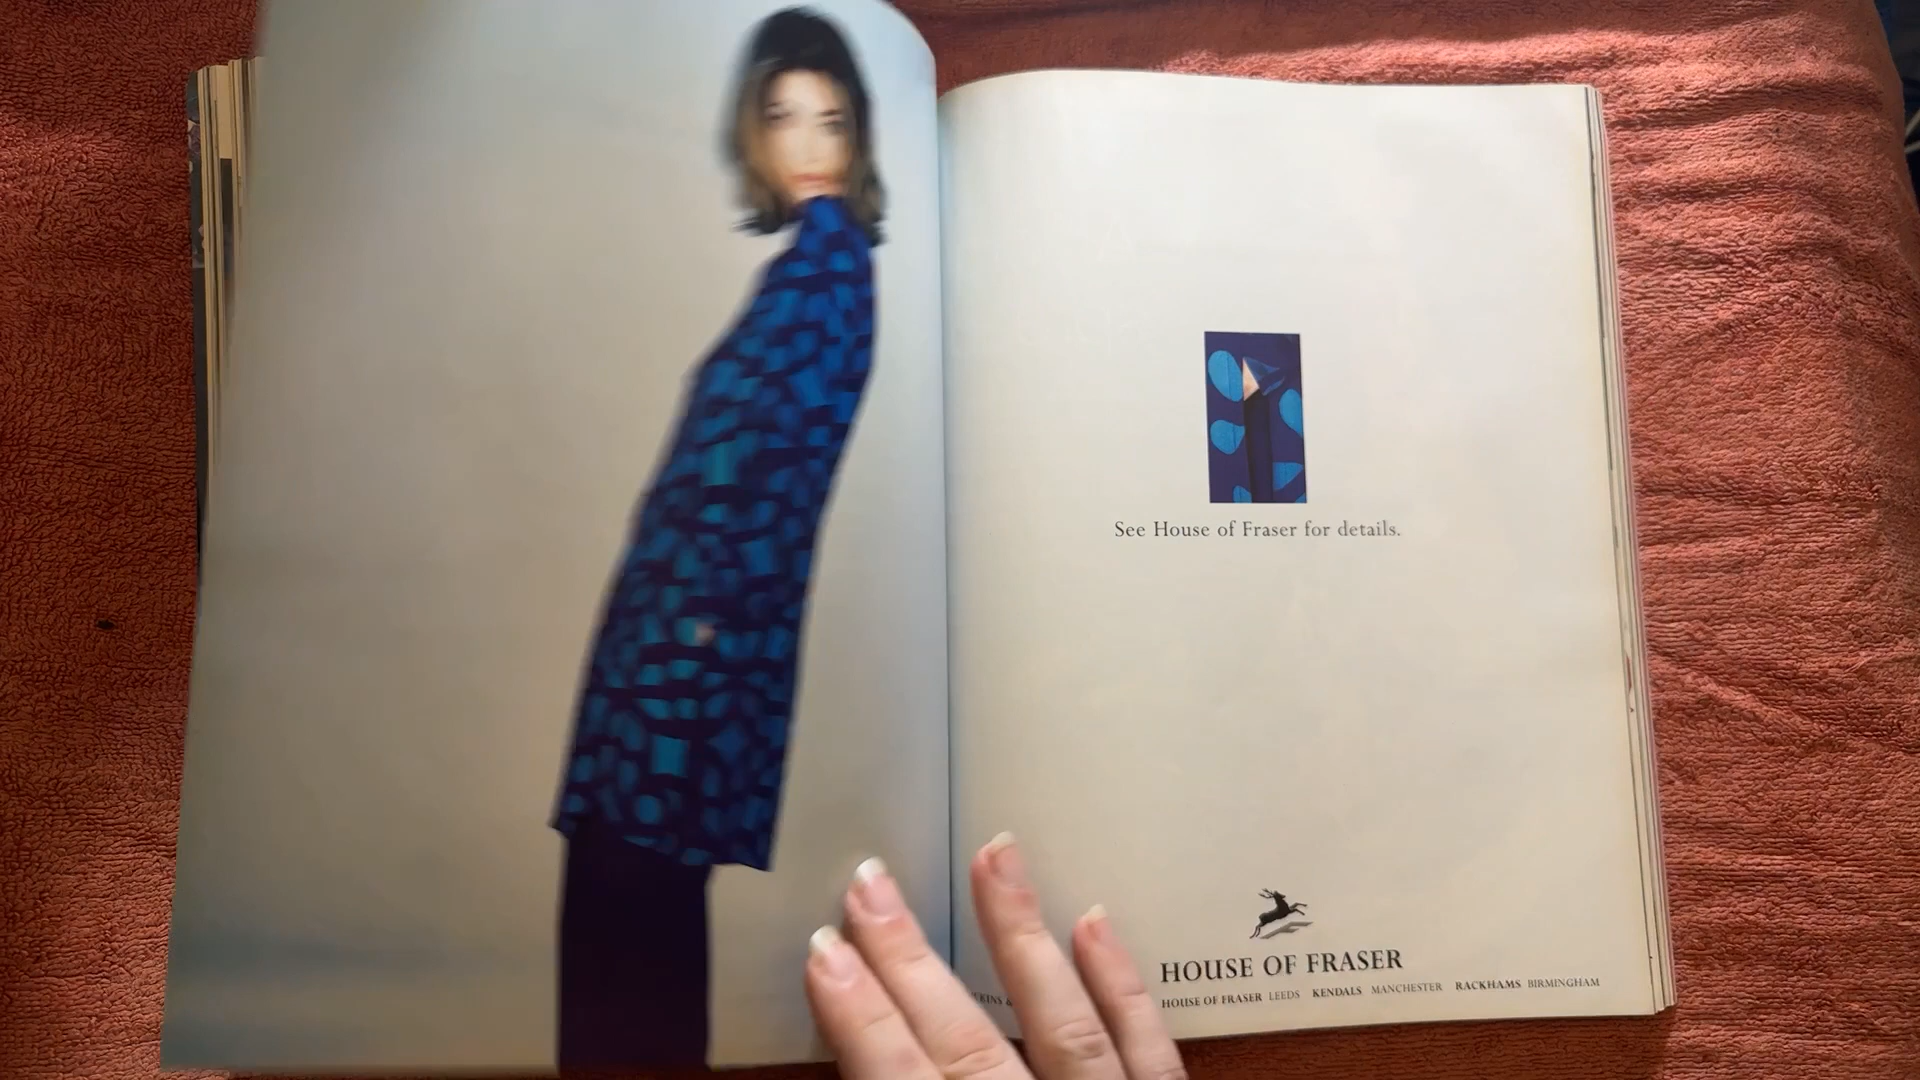 See House of Fraser for details.
HOUSE OF FRASER
HOUSE OF FRASER LEEDS KENDALS MANCHESTER RACKHAMS BIRMINGHAM